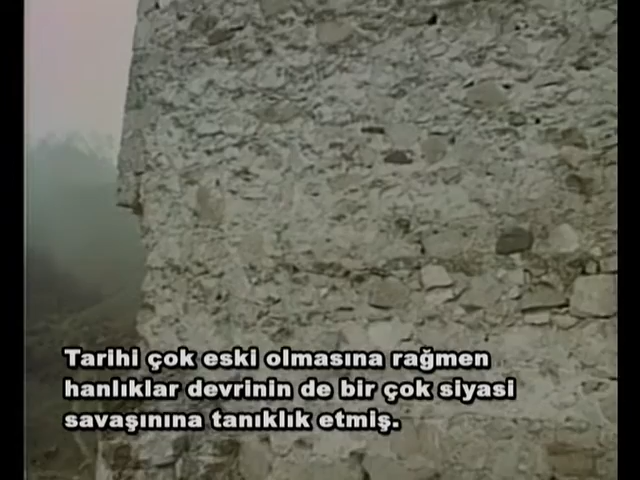 Tarihi çok eski olmasına rağmen
hanlıklar devrinin de bir çok siyasi
savaşınına tanıklık etmiş.